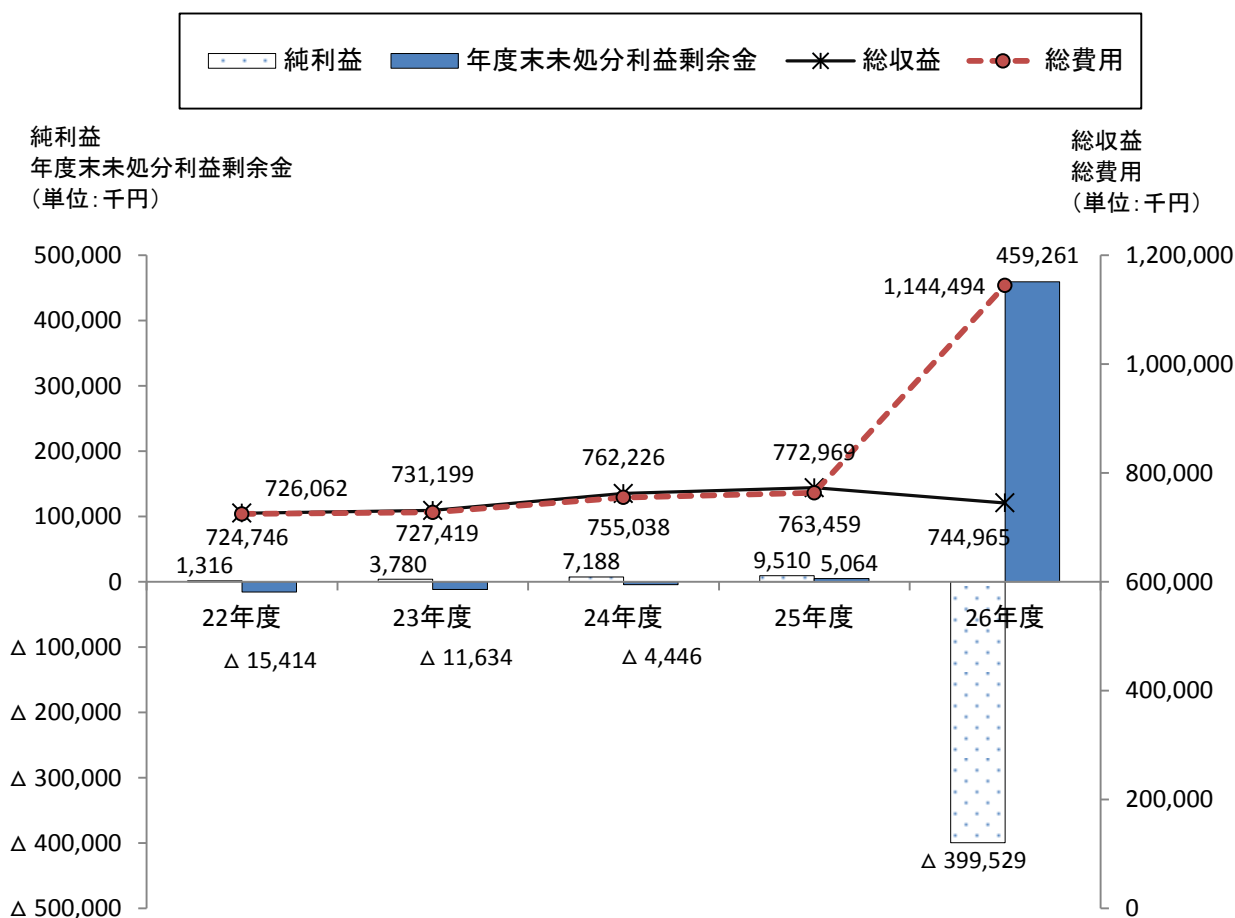 純利益 年度末未処分利益剰余金 総収益 総費用
純利益
年度末未処分利益剰余金
（単位：千円）
総収益
総費用
（単位：千円）
500,000
400,000
300,000
200,000
100,000
0
Δ 100,000
Δ 200,000
Δ 300,000
Δ 400,000
Δ 500,000
1,200,000
1,000,000
800,000
600,000
400,000
200,000
0
459,261
1,144,494
726,062
731,199
762,226
772,969
724,746
727,419
755,038
763,459
744,965
1,316
3,780
7,188
9,510
5,064
22年度
23年度
24年度
25年度
26年度
Δ 15,414
Δ 11,634
Δ 4,446
Δ 399,529